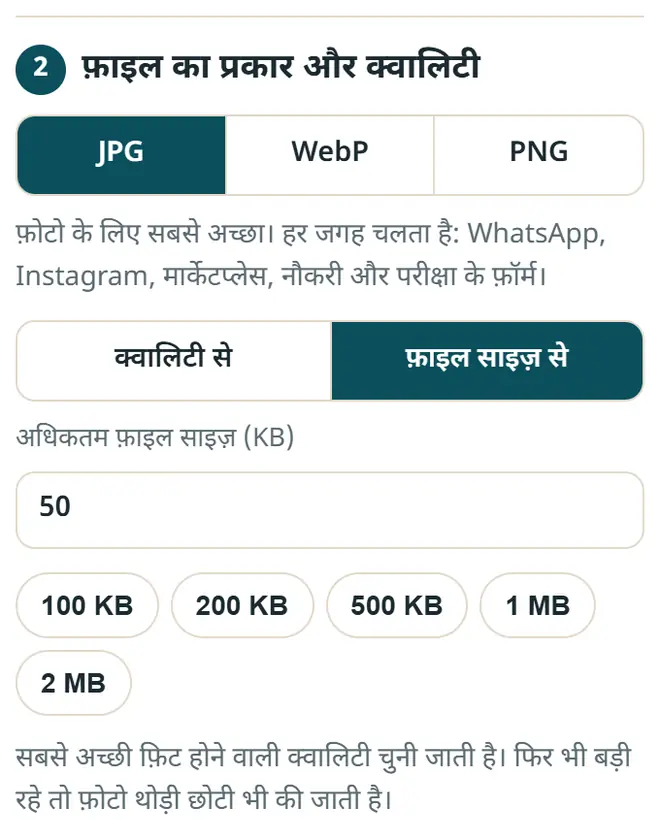 2 फ़ाइल का प्रकार और क्वालिटी
JPG WebP PNG
फ़ोटो के लिए सबसे अच्छा। हर जगह चलता है: WhatsApp,
Instagram, मार्केटप्लेस, नौकरी और परीक्षा के फ़ॉर्म।
क्वालिटी से फ़ाइल साइज़ से
अधिकतम फ़ाइल साइज़ (KB)
50
100 KB 200 KB 500 KB 1 MB
2 MB
सबसे अच्छी फ़िट होने वाली क्वालिटी चुनी जाती है। फिर भी बड़ी
रहे तो फ़ोटो थोड़ी छोटी भी की जाती है।